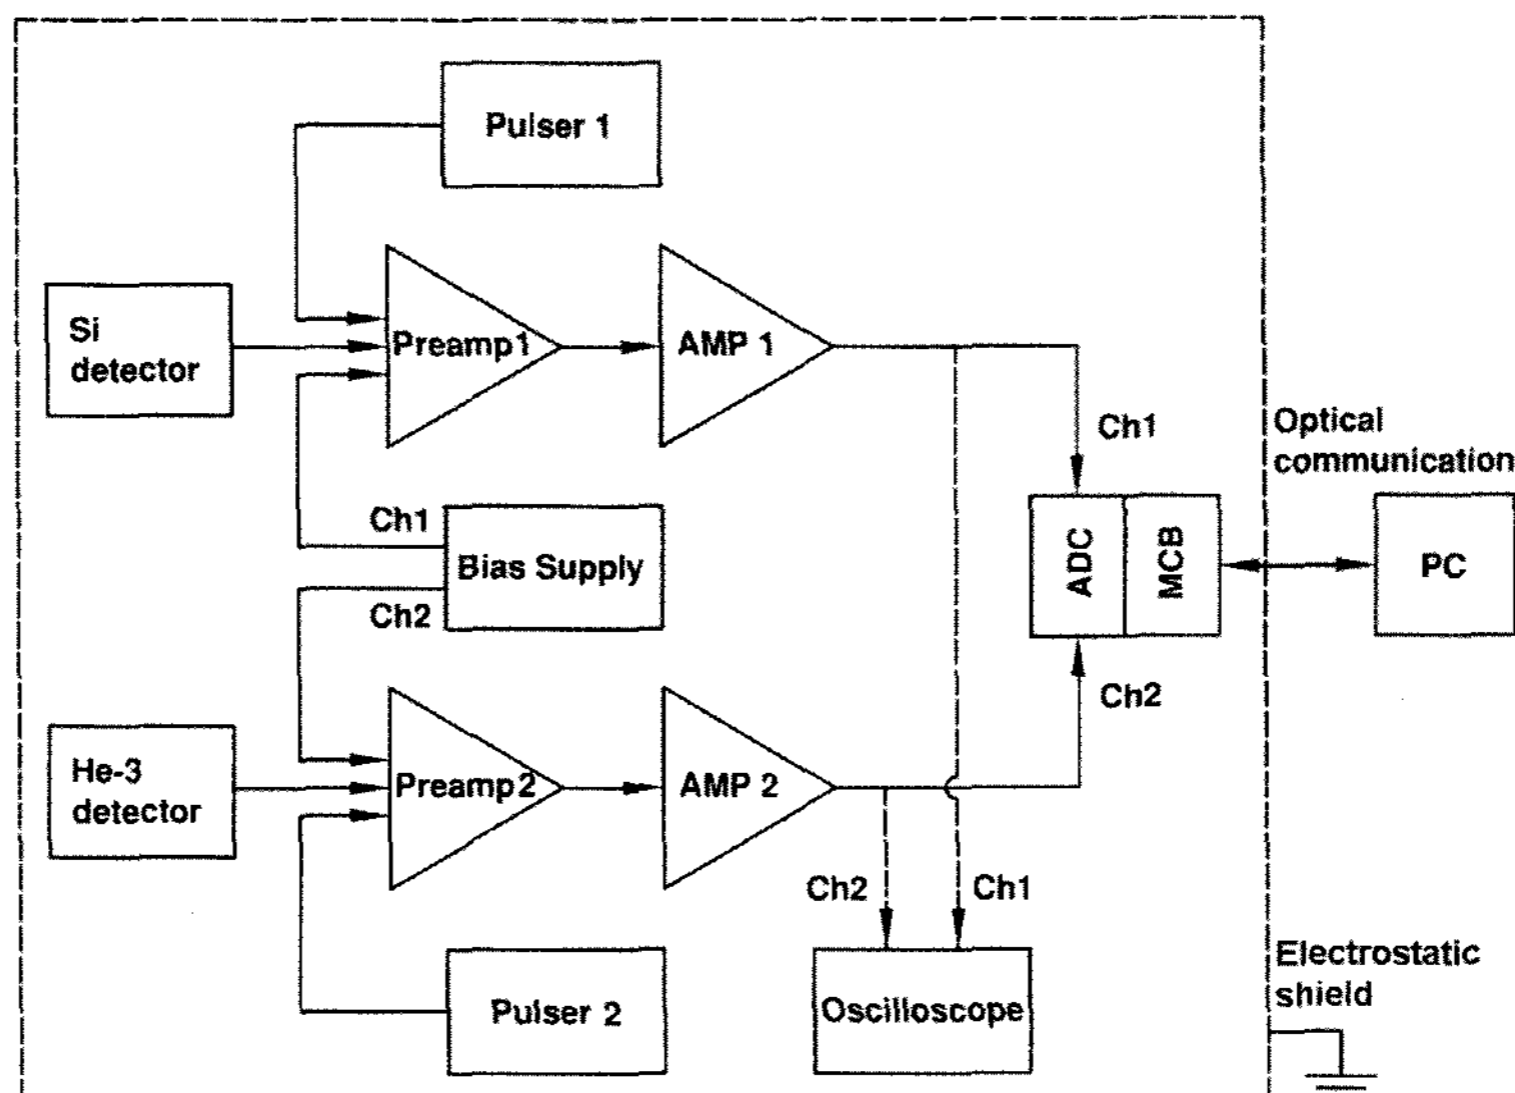 Pulser 1
Si
detector
Preamp1
AMP 1
Ch1
Optical
communication
Ch1
Bias Supply
Ch2
ADC
MCB
PC
Ch2
He-3
detector
Preamp2
AMP 2
Ch2
Ch1
Pulser 2
Oscilloscope
Electrostatic
shield